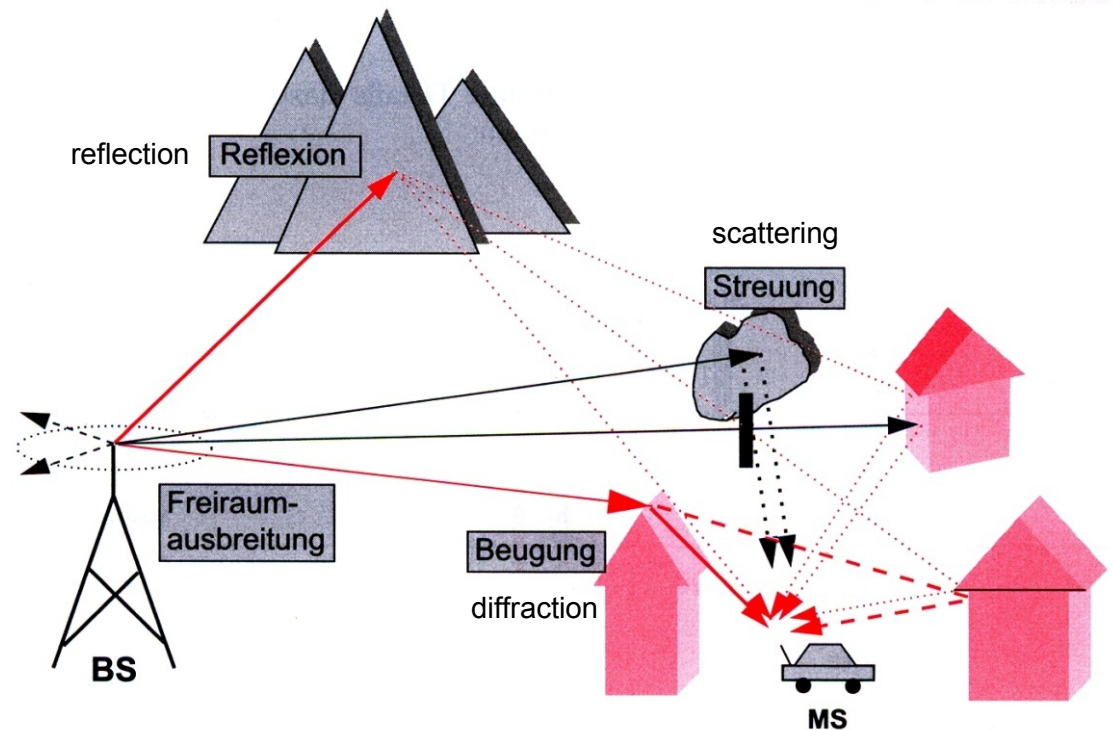 reflection
Reflexion
scattering
Streuung
Freiraum-
ausbreitung
Beugung
diffraction
BS
MS